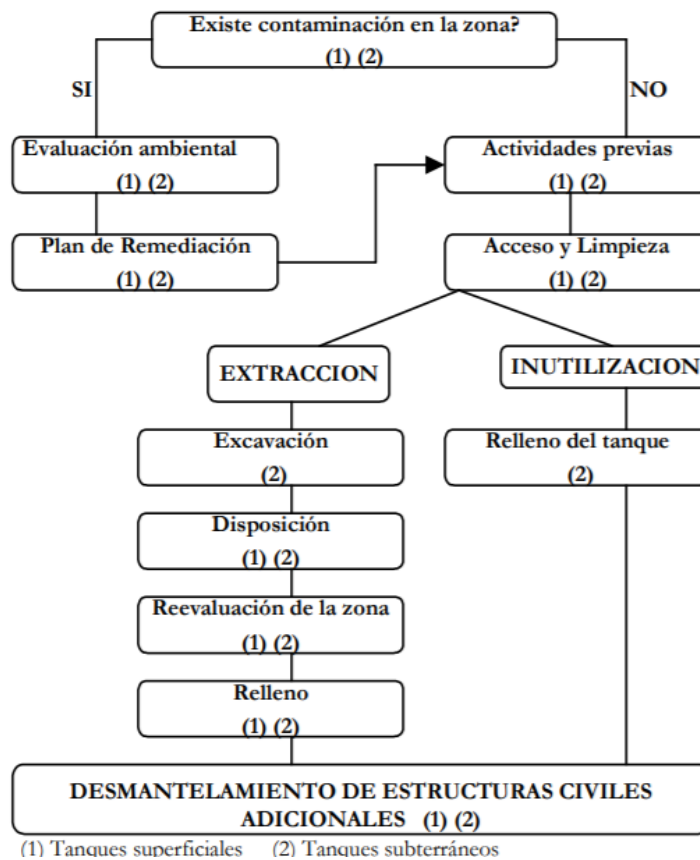 Existe contaminación en la zona?
(1) (2)
SI
NO
Evaluación ambiental
(1) (2)
Actividades previas
(1) (2)
Plan de Remediación
(1) (2)
Acceso y Limpieza
(1) (2)
EXTRACCION
INUTILIZACION
Excavación
(2)
Relleno del tanque
(2)
Disposición
(1) (2)
Reevaluación de la zona
(1) (2)
Relleno
(1) (2)
DESMANTELAMIENTO DE ESTRUCTURAS CIVILES
ADICIONALES (1) (2)
(1) Tanques superficiales (2) Tanques subterráneos